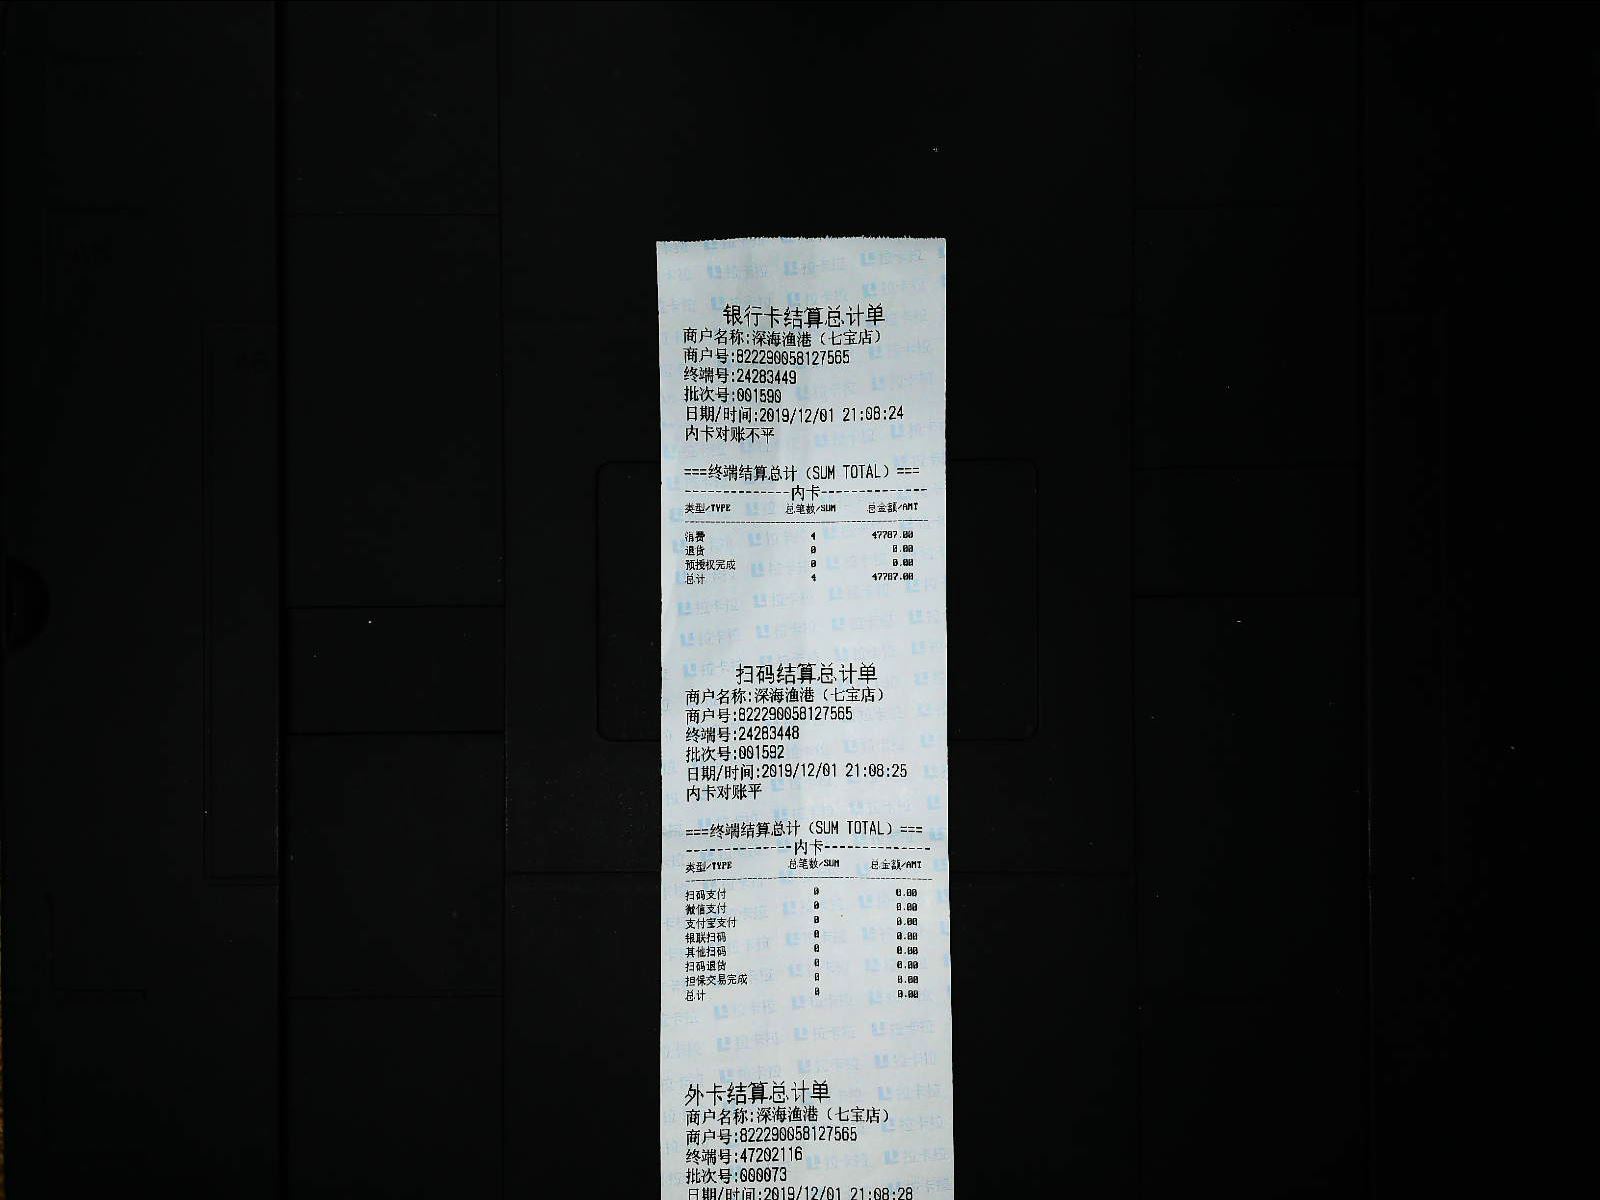 银行卡结算总计单
商户名称:深海渔港（七宝店）
商户号:822290058127565
终端号:24283449
批次号:001590
日期/时间:2019/12/01 21:08:24
内卡对账不平
===终端结算总计（SUM TOTAL）===
--------------内卡--------------
类型/TYPE 总笔数/SUM 总金额/AMT
消费 4 47787.00
退货 0 0.00
预授权完成 0 0.00
总计 4 47787.00
扫码结算总计单
商户名称:深海渔港（七宝店）
商户号:822290058127565
终端号:24283448
批次号:001592
日期/时间:2019/12/01 21:08:25
内卡对账平
===终端结算总计（SUM TOTAL）===
--------------内卡--------------
类型/TYPE 总笔数/SUM 总金额/AMT
扫码支付 0 0.00
微信支付 0 0.00
支付宝支付 0 0.00
银联扫码 0 0.00
其他扫码 0 0.00
扫码退货 0 0.00
担保交易完成 0 0.00
总计 0 0.00
外卡结算总计单
商户名称:深海渔港（七宝店）
商户号:822290058127565
终端号:47202116
批次号:000073
日期/时间:2019/12/01 21:08:28